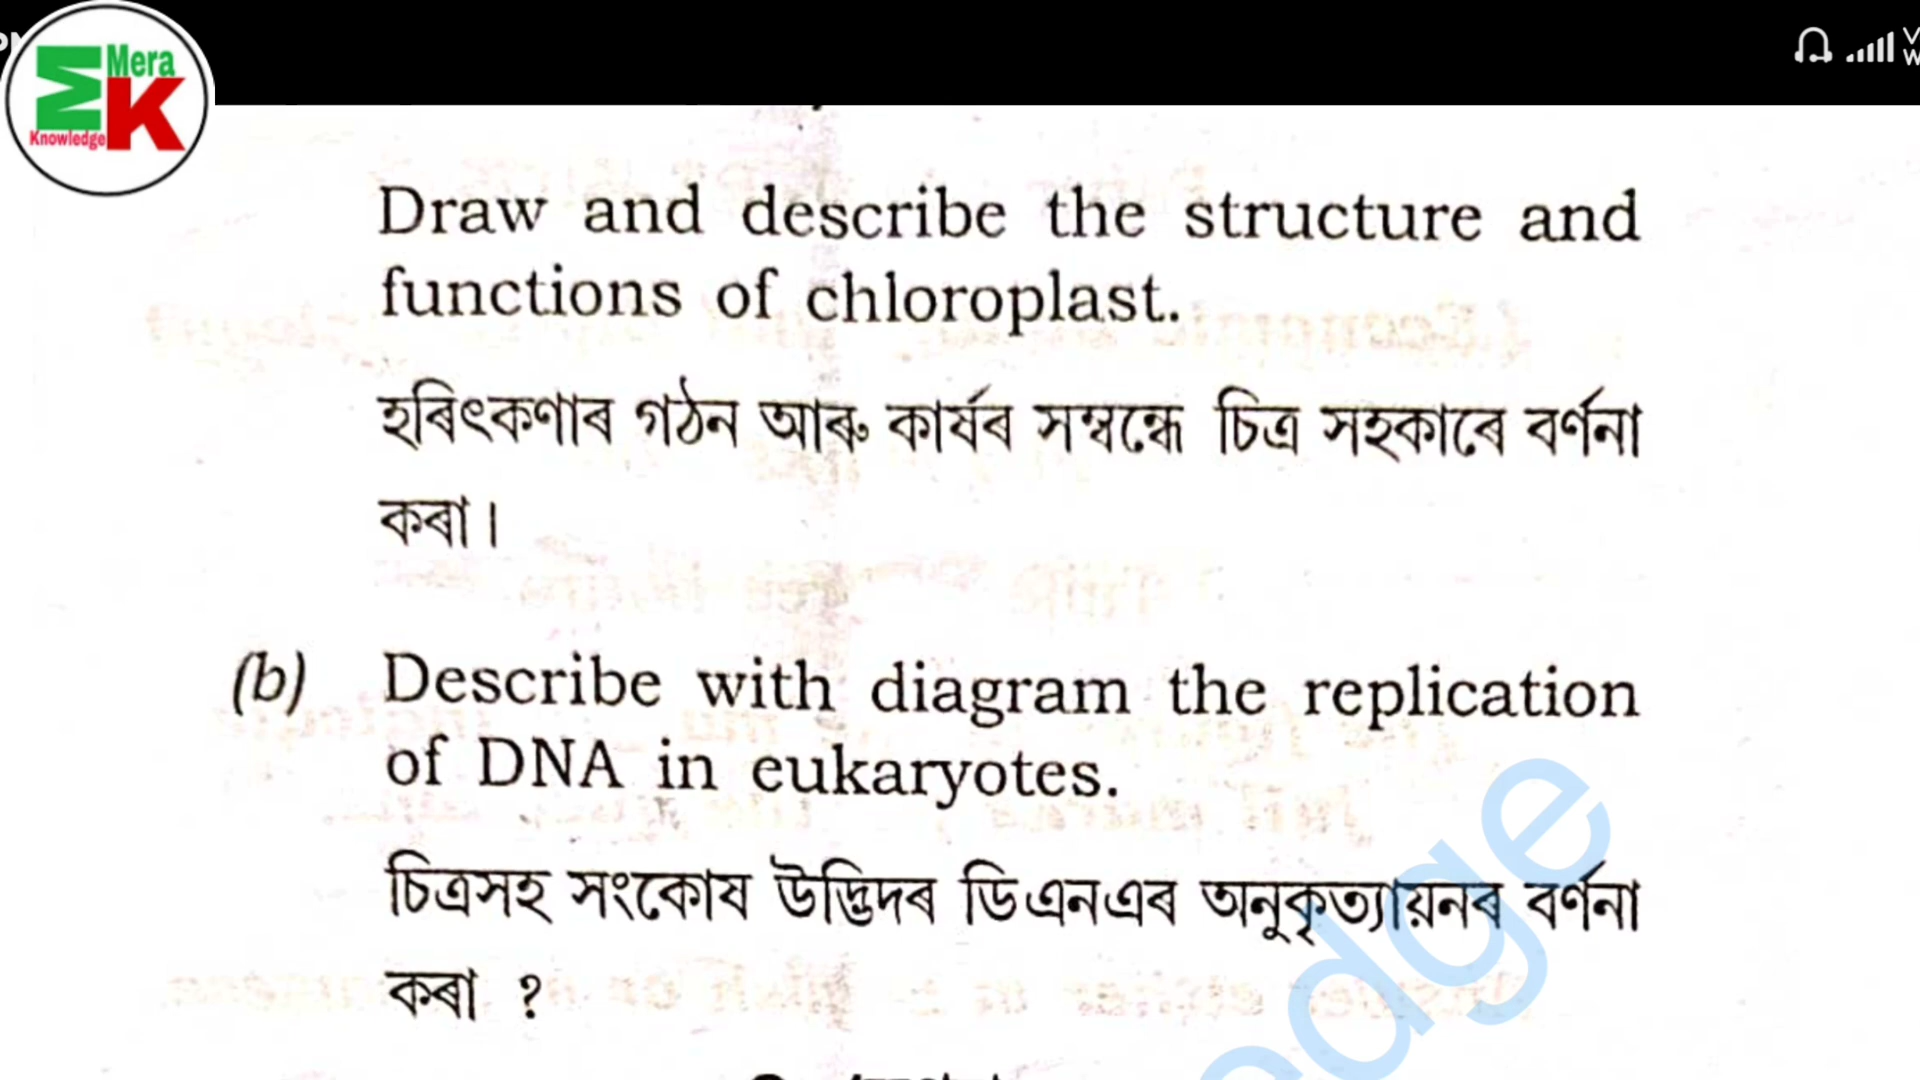 Mera
K
Knowledge
Draw and describe the structure and
functions of chloroplast.
হৰিৎকণাৰ গঠন আৰু কাৰ্যৰ সম্বন্ধে চিত্ৰ সহকাৰে বৰ্ণনা
কৰা।
(b) Describe with diagram the replication
of DNA in eukaryotes.
চিত্ৰসহ সংকোষ উদ্ভিদৰ ডিএনএৰ অনুকৃত্যায়নৰ বৰ্ণনা
কৰা ?
edge